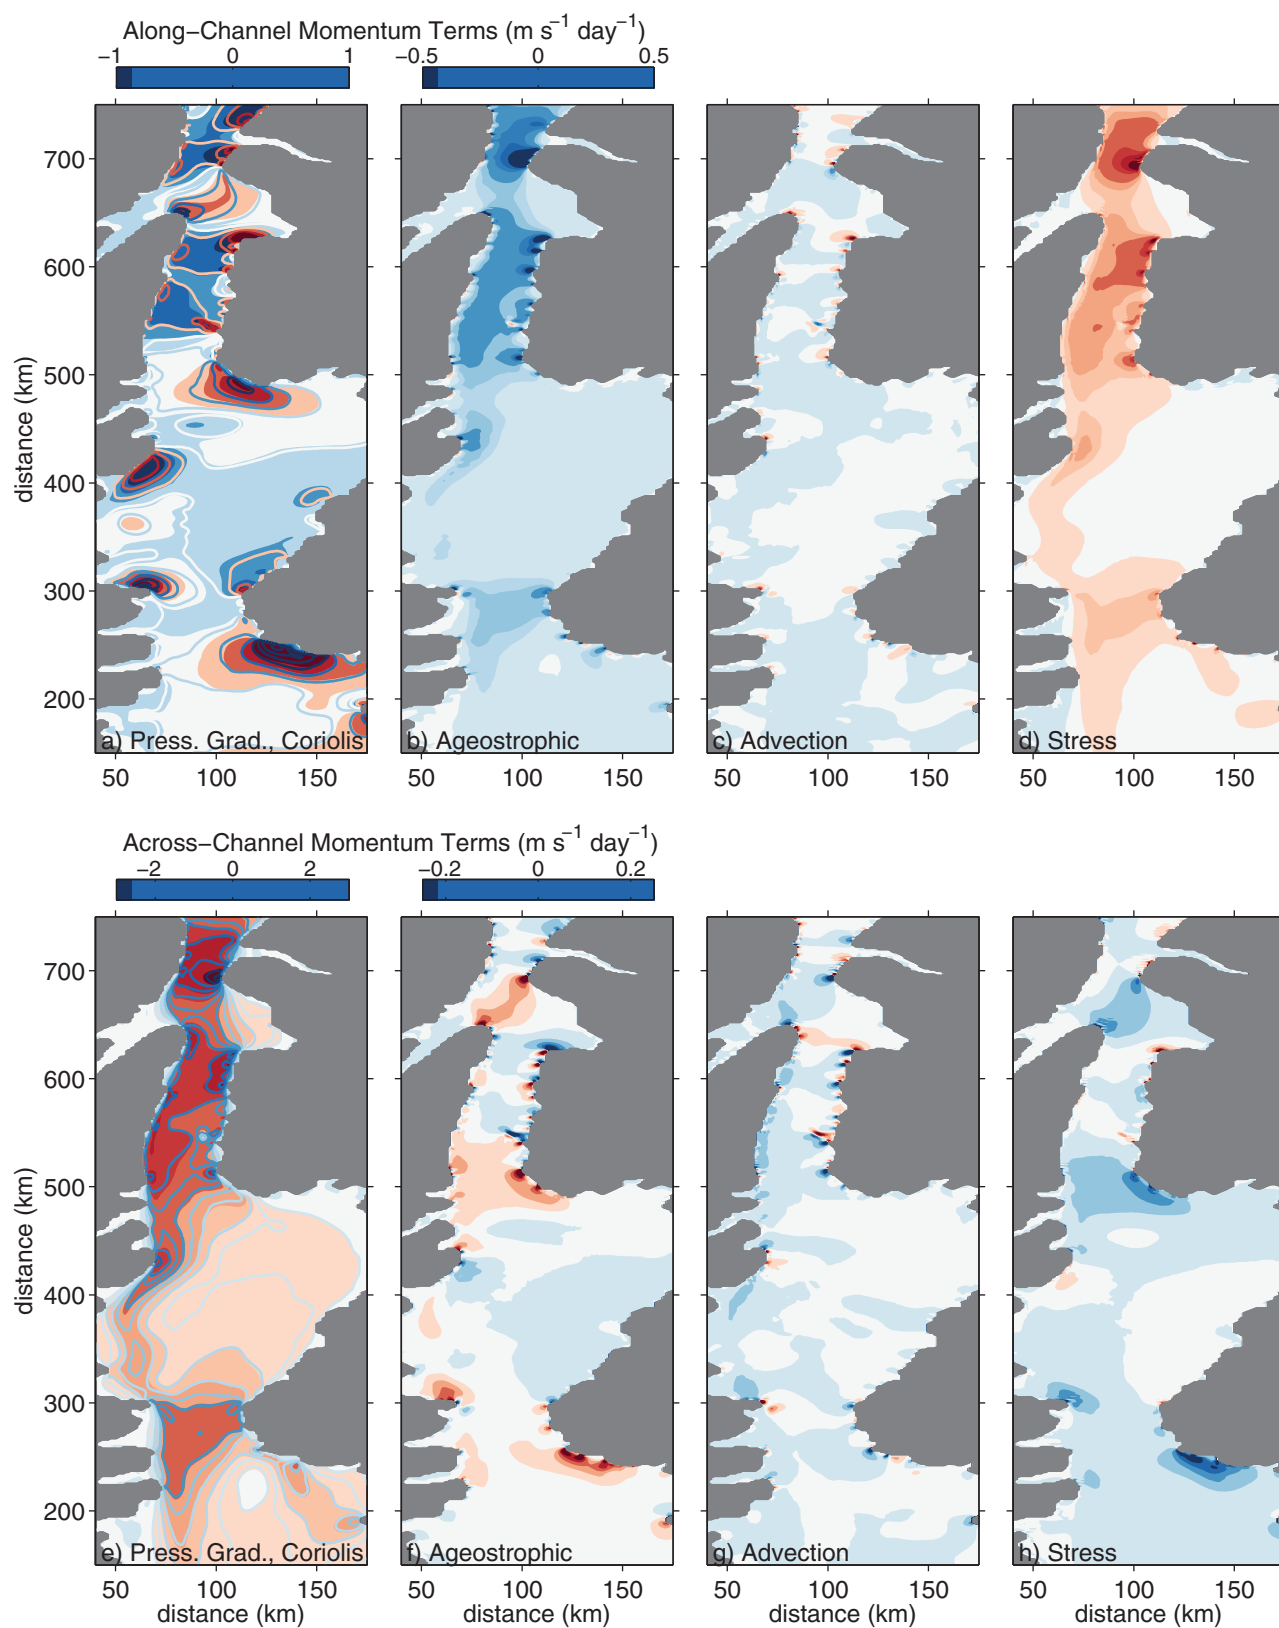 Along−Channel Momentum Terms (m s⁻¹ day⁻¹)
−1 0 1 −0.5 0 0.5
700
600
500
400
300
200
distance (km)
a) Press. Grad., Coriolis b) Ageostrophic c) Advection d) Stress
50 100 150 50 100 150 50 100 150 50 100 150
Across−Channel Momentum Terms (m s⁻¹ day⁻¹)
−2 0 2 −0.2 0 0.2
700
600
500
400
300
200
distance (km)
e) Press. Grad., Coriolis f) Ageostrophic g) Advection h) Stress
50 100 150 50 100 150 50 100 150 50 100 150
distance (km) distance (km) distance (km) distance (km)